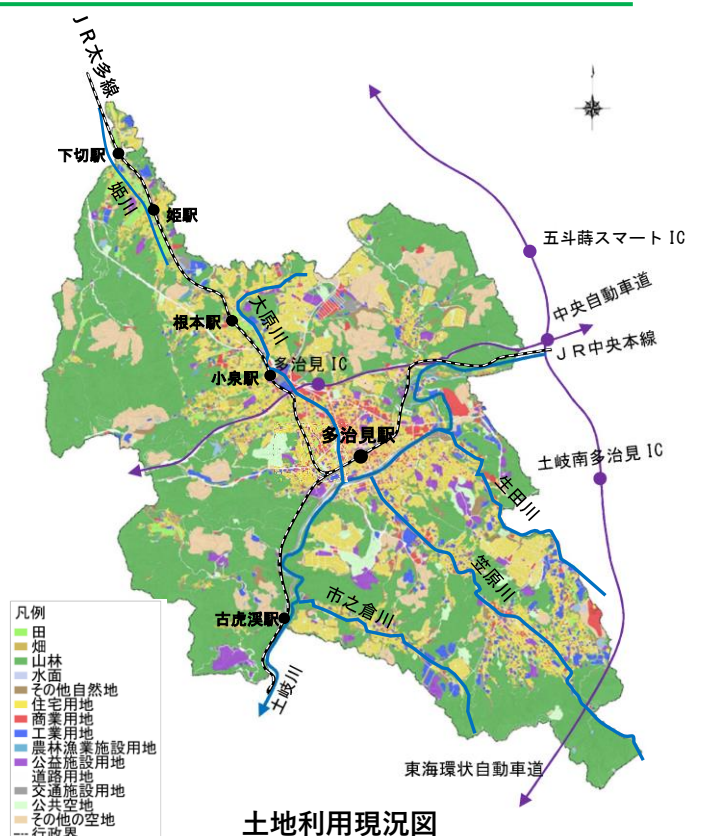 JR太多線
下切駅
姫川
姫駅
五斗蒔スマートIC
中央自動車道
大原川
根本駅
JR中央本線
多治見IC
小泉駅
多治見駅
土岐南多治見IC
生田川
笠原川
市之倉川
古虎渓駅
土岐川
東海環状自動車道
凡例
田
畑
山林
水面
その他自然地
住宅用地
商業用地
工業用地
農林漁業施設用地
公益施設用地
道路用地
交通施設用地
公共空地
その他の空地
行政界
土地利用現況図